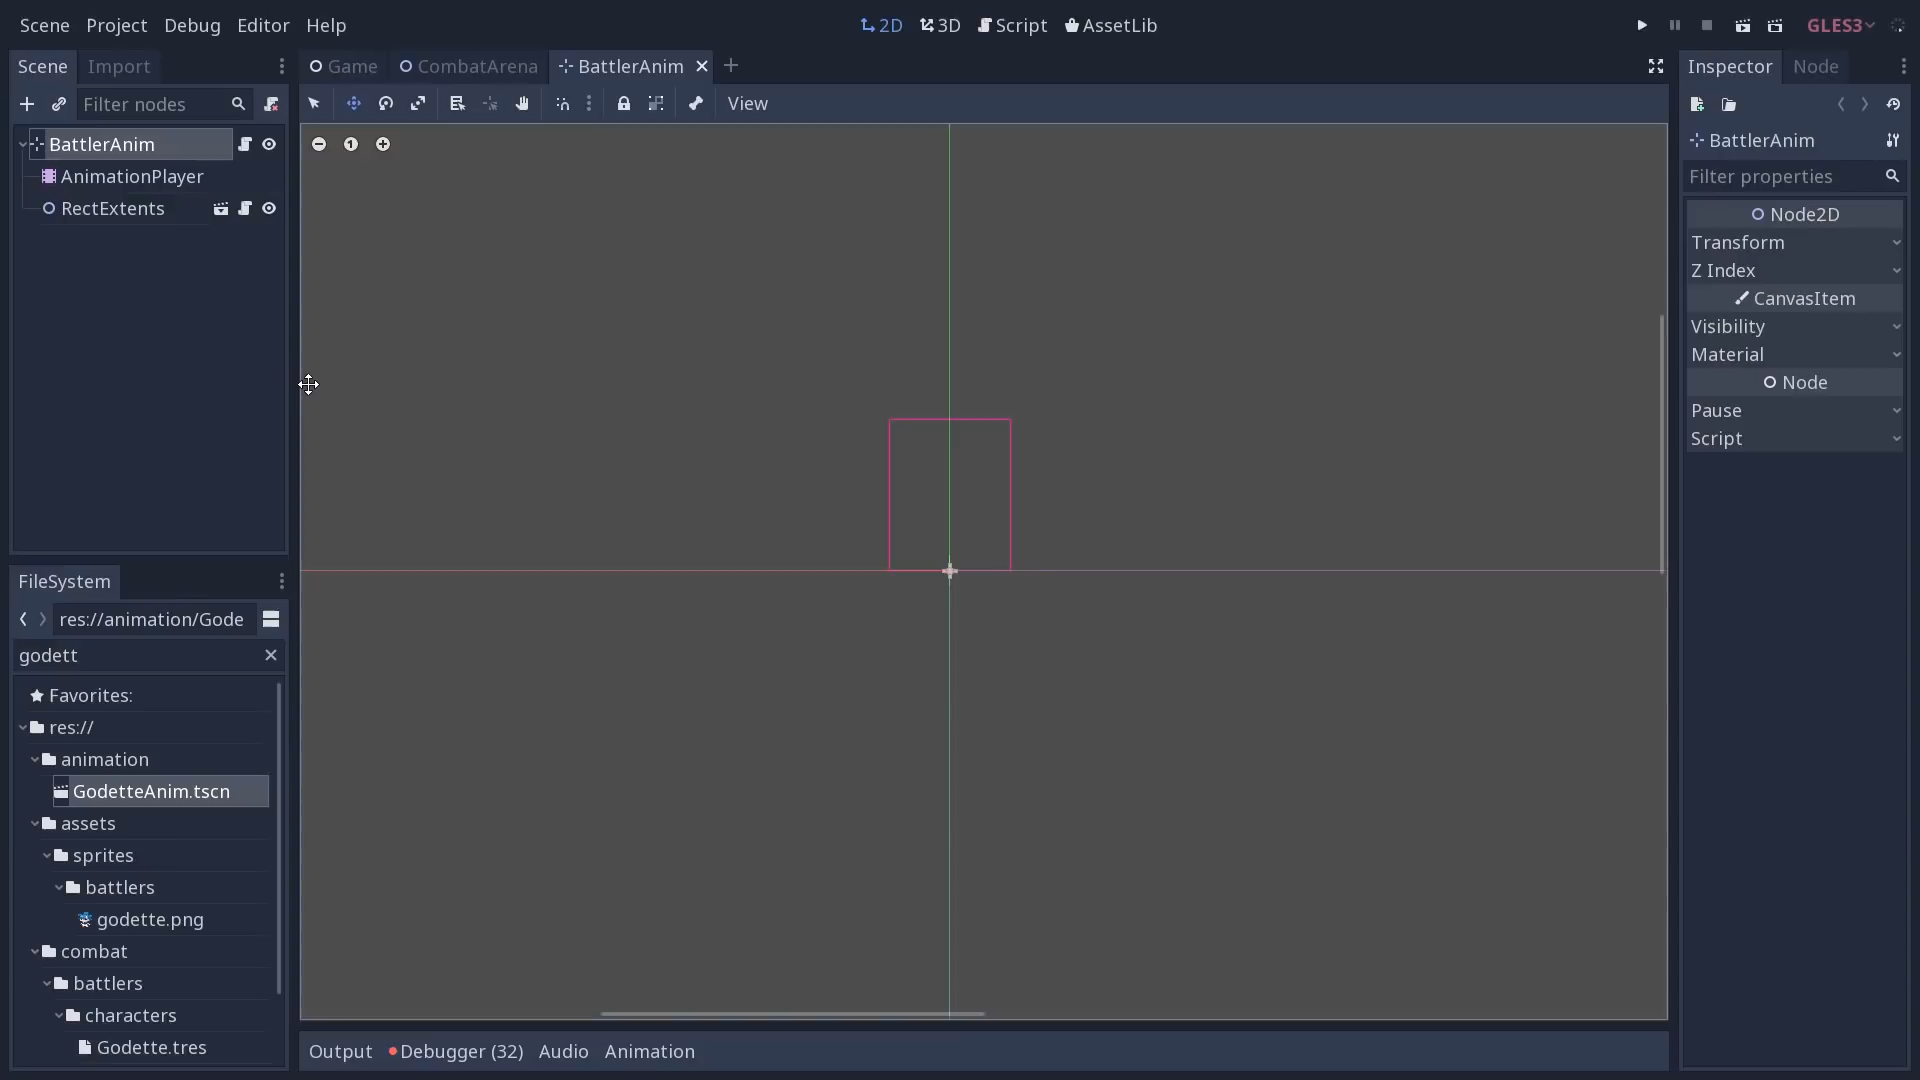 Scene Project Debug Editor Help
2D 3D Script AssetLib
GLES3
Scene Import
Game CombatArena BattlerAnim
Inspector Node
Filter nodes
View
BattlerAnim
AnimationPlayer
RectExtents
1
BattlerAnim
Filter properties
Node2D
Transform
Z Index
CanvasItem
Visibility
Material
Node
Pause
Script
FileSystem
res://animation/Gode
godett
Favorites:
res://
animation
GodetteAnim.tscn
assets
sprites
battlers
godette.png
combat
battlers
characters
Godette.tres
Output Debugger (32) Audio Animation